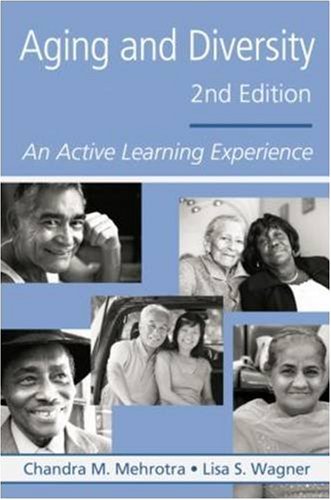 Aging and Diversity
2nd Edition
An Active Learning Experience
Chandra M. Mehrotra • Lisa S. Wagner